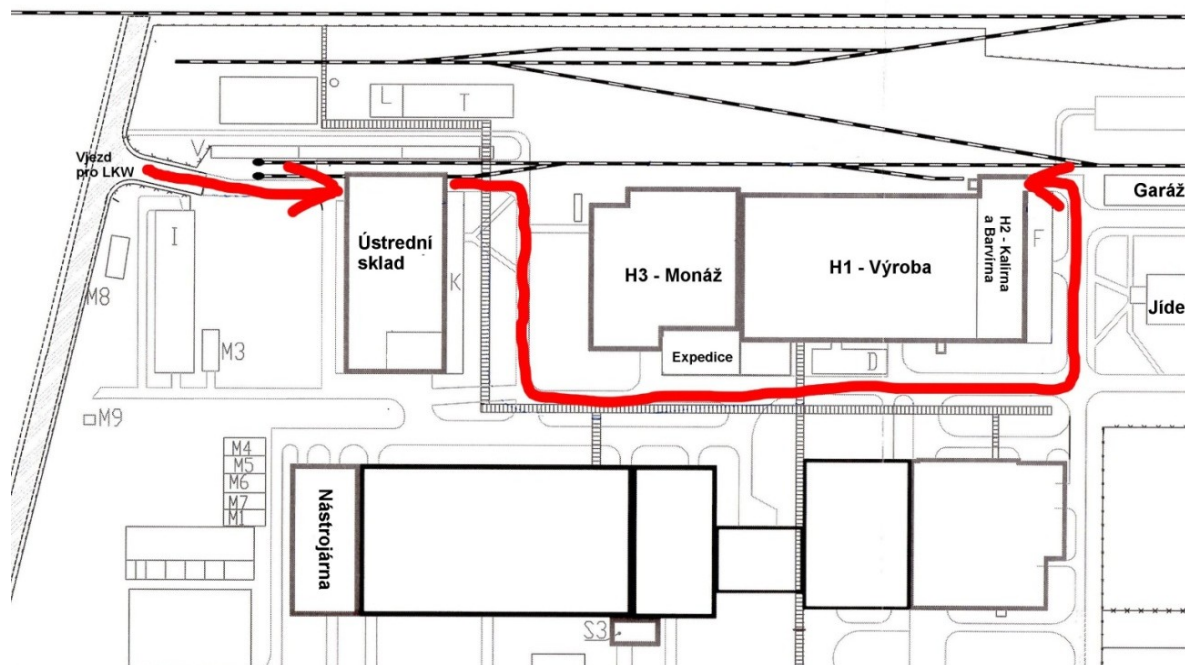 L
T
V
Vjezd
pro LKW
Garáž
I
Ústrední
sklad
K
H3 - Monáž
H1 - Výroba
H2 - Kalírna
a Barvírna
F
M8
M3
Jíde
Expedice
D
M9
M4
M5
M6
M7
M1
Nástrojárna
S3